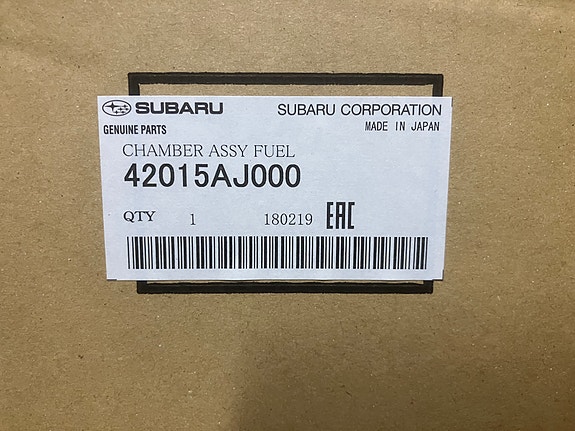 SUBARU SUBARU CORPORATION
GENUINE PARTS MADE IN JAPAN
CHAMBER ASSY FUEL
42015AJ000
QTY 1 180219 EAC